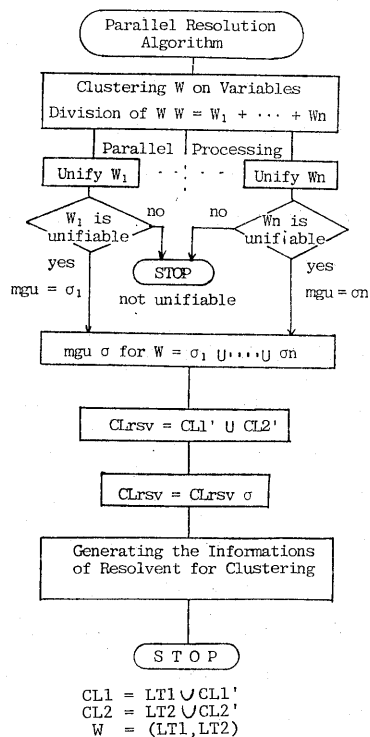 Parallel Resolution
Algorithm
Clustering W on Variables
Division of W W = W₁ + ··· + Wn
Parallel Processing
Unify W₁ Unify Wn
W₁ is
unifiable
no
no
Wn is
unifiable
yes
STOP
yes
mgu = σ₁
not unifiable
mgu = σn
mgu σ for W = σ₁ ∪····∪ σn
CLrsv = CL1' ∪ CL2'
CLrsv = CLrsv σ
Generating the Informations
of Resolvent for Clustering
S T O P
CL1 = LT1 ∪ CL1'
CL2 = LT2 ∪ CL2'
W = (LT1,LT2)